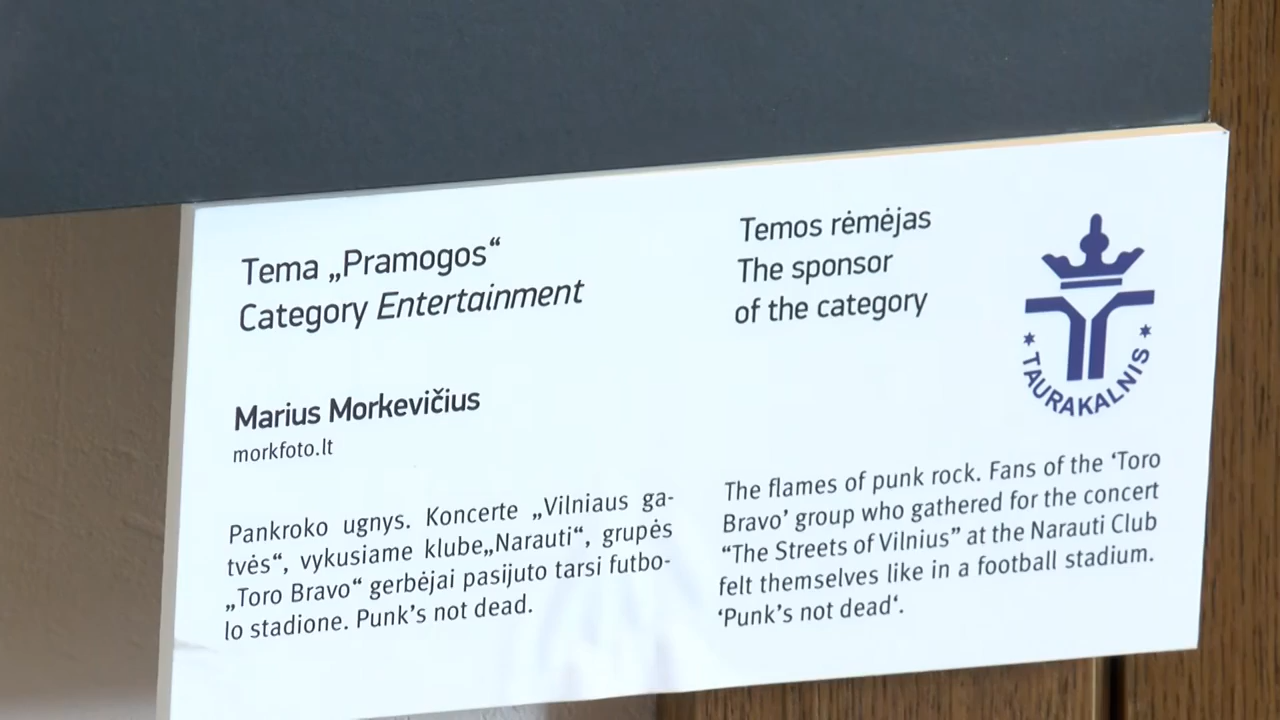 Tema „Pramogos“
Category Entertainment
Marius Morkevičius
morkfoto.lt
Pankroko ugnys. Koncerte „Vilniaus ga-
tvės“, vykusiame klube„Narauti“, grupės
„Toro Bravo“ gerbėjai pasijuto tarsi futbo-
lo stadione. Punk’s not dead.
Temos rėmėjas
The sponsor
of the category
TAURAKALNIS
The flames of punk rock. Fans of the ‘Toro
Bravo’ group who gathered for the concert
“The Streets of Vilnius” at the Narauti Club
felt themselves like in a football stadium.
‘Punk’s not dead‘.